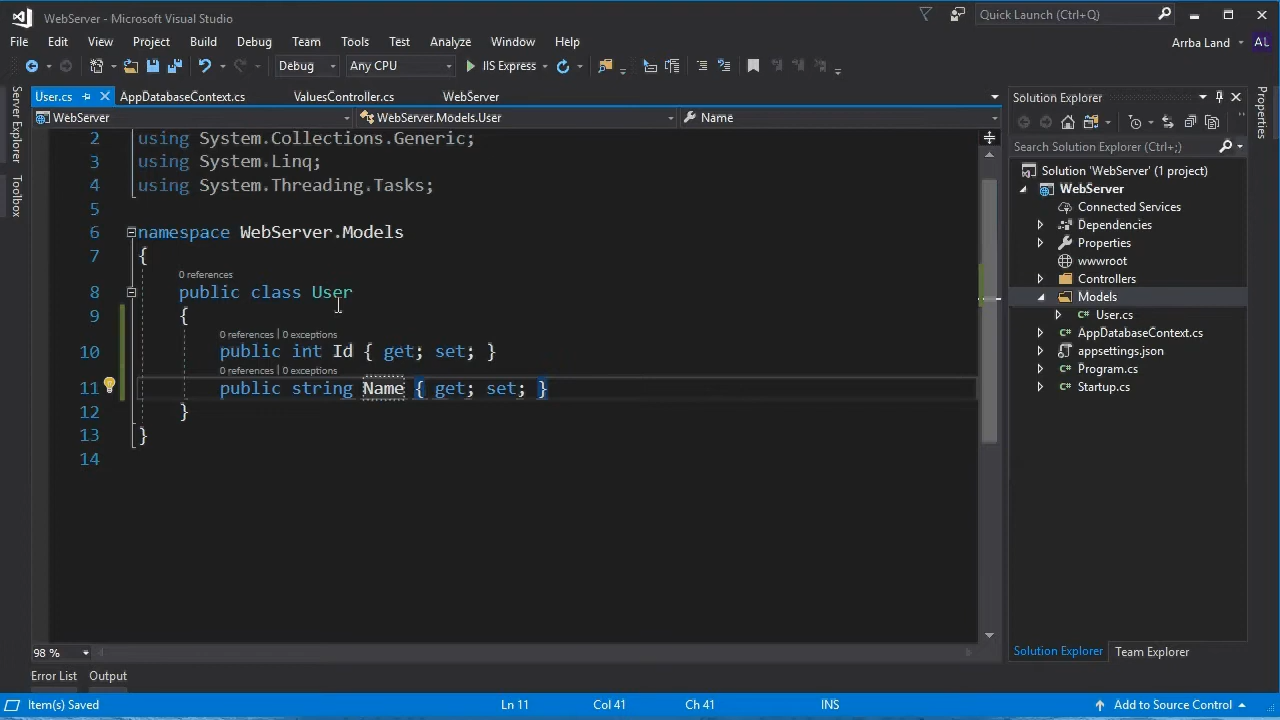 WebServer - Microsoft Visual Studio
Quick Launch (Ctrl+Q)
File Edit View Project Build Debug Team Tools Test Analyze Window Help
Arrba Land AL
Debug Any CPU IIS Express
User.cs AppDatabaseContext.cs ValuesController.cs WebServer
WebServer WebServer.Models.User Name
Server Explorer
Toolbox
2 using System.Collections.Generic;
3 using System.Linq;
4 using System.Threading.Tasks;
5
6 namespace WebServer.Models
7 {
0 references
8 public class User
9 {
0 references | 0 exceptions
10 public int Id { get; set; }
0 references | 0 exceptions
11 public string Name { get; set; }
12 }
13 }
14
98 %
Solution Explorer
Search Solution Explorer (Ctrl+;)
Solution 'WebServer' (1 project)
WebServer
Connected Services
Dependencies
Properties
wwwroot
Controllers
Models
User.cs
AppDatabaseContext.cs
appsettings.json
Program.cs
Startup.cs
Solution Explorer Team Explorer
Properties
Error List Output
Item(s) Saved Ln 11 Col 41 Ch 41 INS Add to Source Control